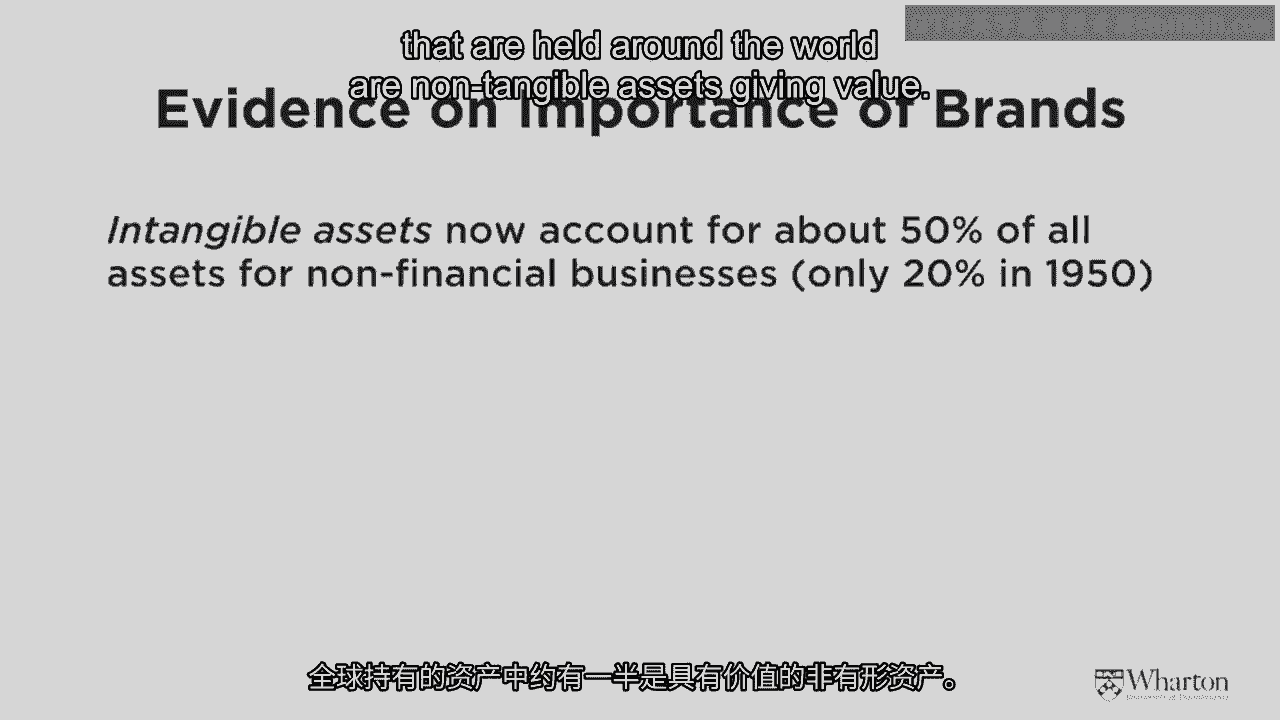 that are held around the world
are non-tangible assets giving value.
Evidence on Importance of Brands
Intangible assets now account for about 50% of all
assets for non-financial businesses (only 20% in 1950)
全球持有的资产中约有一半是具有价值的非有形资产。
Wharton